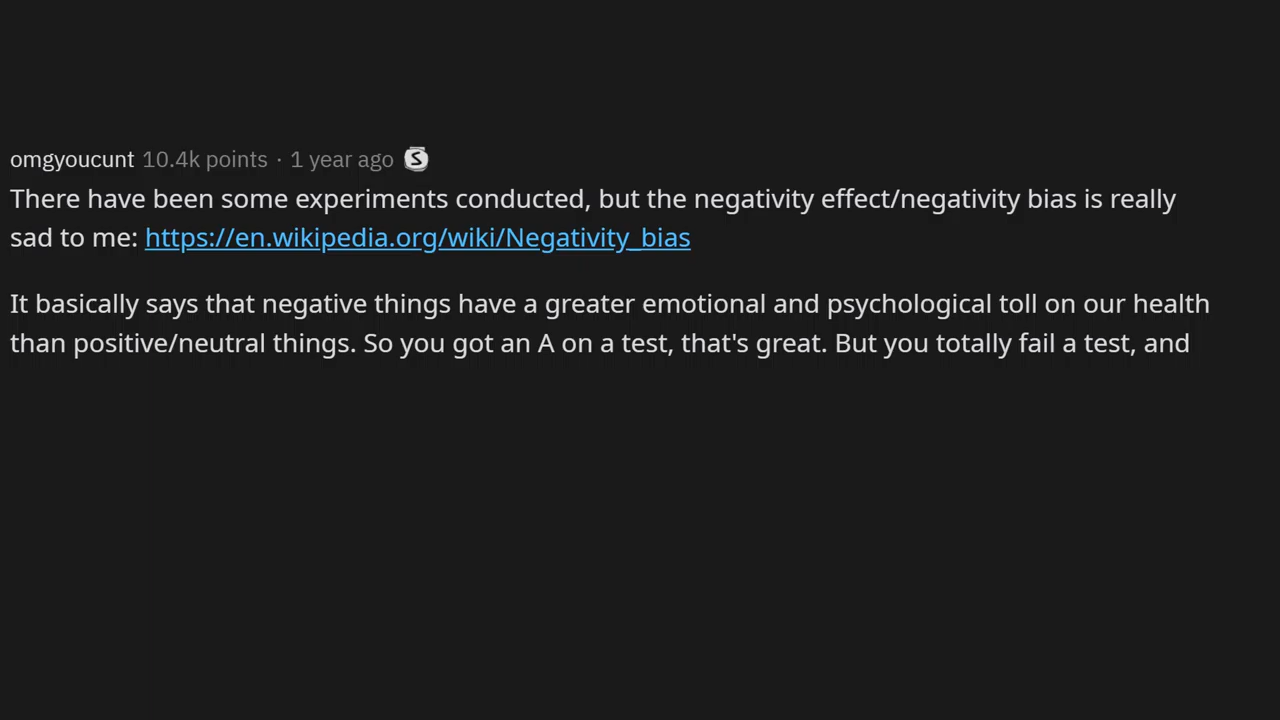 omgyoucunt 10.4k points · 1 year ago S
There have been some experiments conducted, but the negativity effect/negativity bias is really
sad to me: https://en.wikipedia.org/wiki/Negativity_bias
It basically says that negative things have a greater emotional and psychological toll on our health
than positive/neutral things. So you got an A on a test, that's great. But you totally fail a test, and